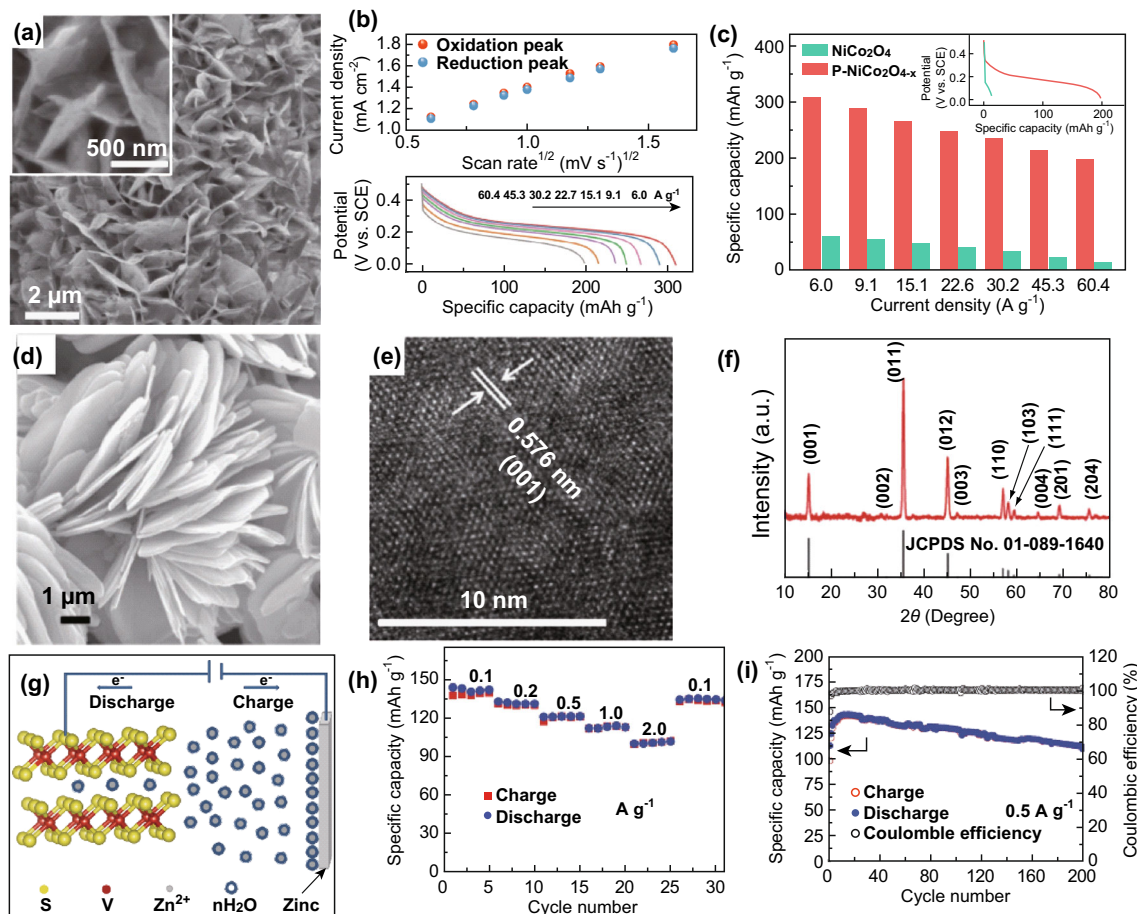 (a)
500 nm
2 µm
(b)
Current density
(mA cm⁻²)
1.8
1.6
1.4
1.2
1.0
Oxidation peak
Reduction peak
0.5 1.0 1.5
Scan rate¹ᐟ² (mV s⁻¹)¹ᐟ²
Potential
(V vs. SCE)
0.4
0.2
0.0
60.4 45.3 30.2 22.7 15.1 9.1 6.0 A g⁻¹
0 100 200 300
Specific capacity (mAh g⁻¹)
(c)
Specific capacity (mAh g⁻¹)
400
300
200
100
0
NiCo₂O₄
P-NiCo₂O₄₋ₓ
Potential
(V vs. SCE)
0.4
0.2
0.0
0 100 200
Specific capacity (mAh g⁻¹)
6.0 9.1 15.1 22.6 30.2 45.3 60.4
Current density (A g⁻¹)
(d)
1 µm
(e)
0.576 nm
(001)
10 nm
(f)
Intensity (a.u.)
(001)
(002)
(011)
(012)
(003)
(110)
(103)
(111)
(004)
(201)
(204)
JCPDS No. 01-089-1640
10 20 30 40 50 60 70 80
2θ (Degree)
(g)
e⁻ e⁻
Discharge Charge
S V Zn²⁺ nH₂O Zinc
(h)
Specific capacity (mAh g⁻¹)
150
120
90
60
30
0
0.1
0.2
0.5
1.0
2.0
0.1
Charge
Discharge
A g⁻¹
0 5 10 15 20 25 30
Cycle number
(i)
Specific capacity (mAh g⁻¹)
200
175
150
125
100
75
50
25
0
Charge
Discharge
0.5 A g⁻¹
Coulomble efficiency
120
100
80
60
40
20
0
Coulombic efficiency (%)
0 40 80 120 160 200
Cycle number